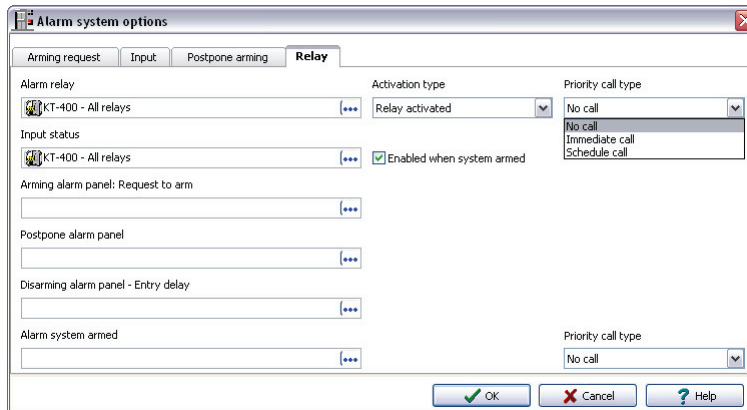 Alarm system options
Arming request Input Postpone arming Relay
Alarm relay Activation type Priority call type
KT-400 - All relays Relay activated No call
No call
Immediate call
Schedule call
Input status
KT-400 - All relays Enabled when system armed
Arming alarm panel: Request to arm
Postpone alarm panel
Disarming alarm panel - Entry delay
Alarm system armed Priority call type
No call
OK Cancel ? Help